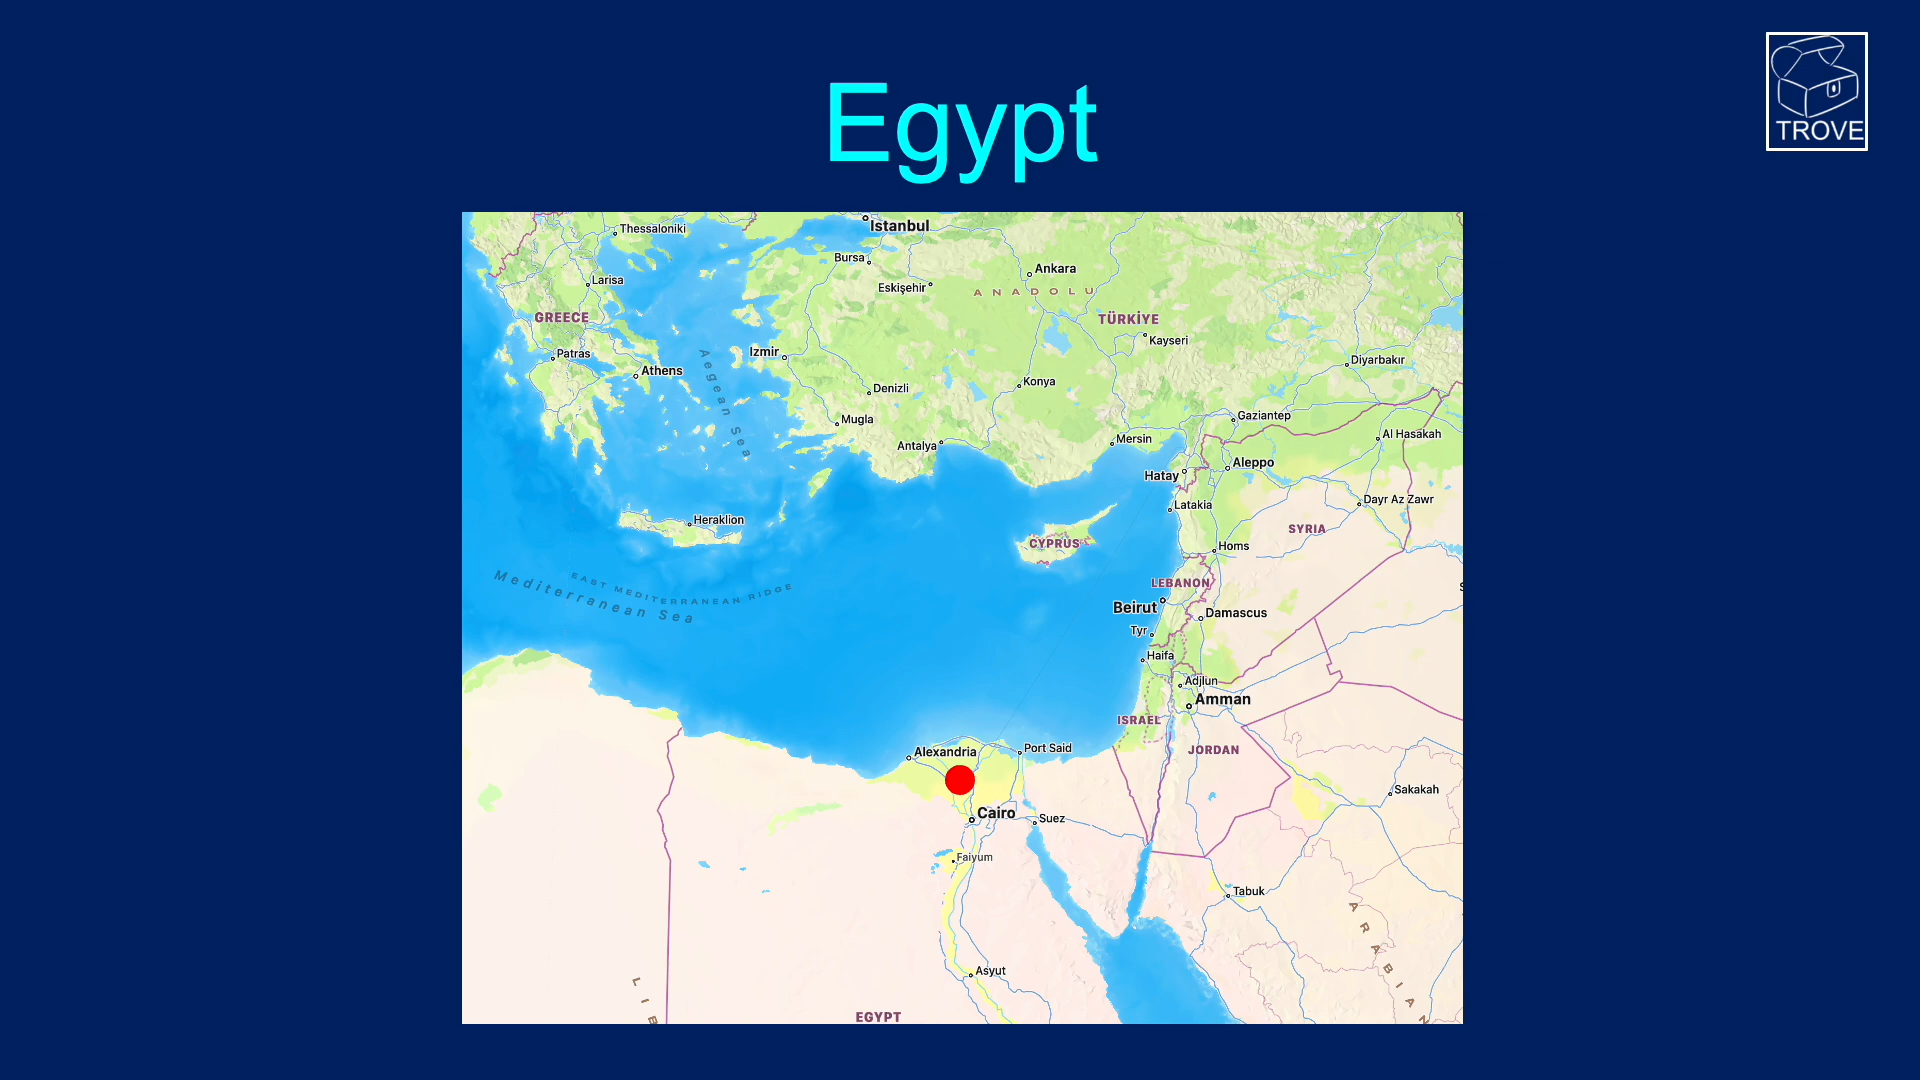 Egypt
TROVE
Istanbul
Thessaloniki
Bursa
Ankara
Larisa
Eskişehir
ANADOLU
GREECE
TÜRKİYE
Kayseri
Izmir
Patras
Diyarbakır
Athens
Aegean Sea
Konya
Denizli
Mugla
Gaziantep
Al Hasakah
Antalya
Mersin
Aleppo
Hatay
Dayr Az Zawr
Latakia
Heraklion
SYRIA
CYPRUS
Homs
EAST MEDITERRANEAN RIDGE
Mediterranean Sea
LEBANON
Beirut
Damascus
Tyr
Haifa
Adjlun
Amman
ISRAEL
JORDAN
Alexandria
Port Said
Sakakah
Cairo
Suez
Faiyum
Tabuk
ARABIAN
Asyut
LIB
EGYPT